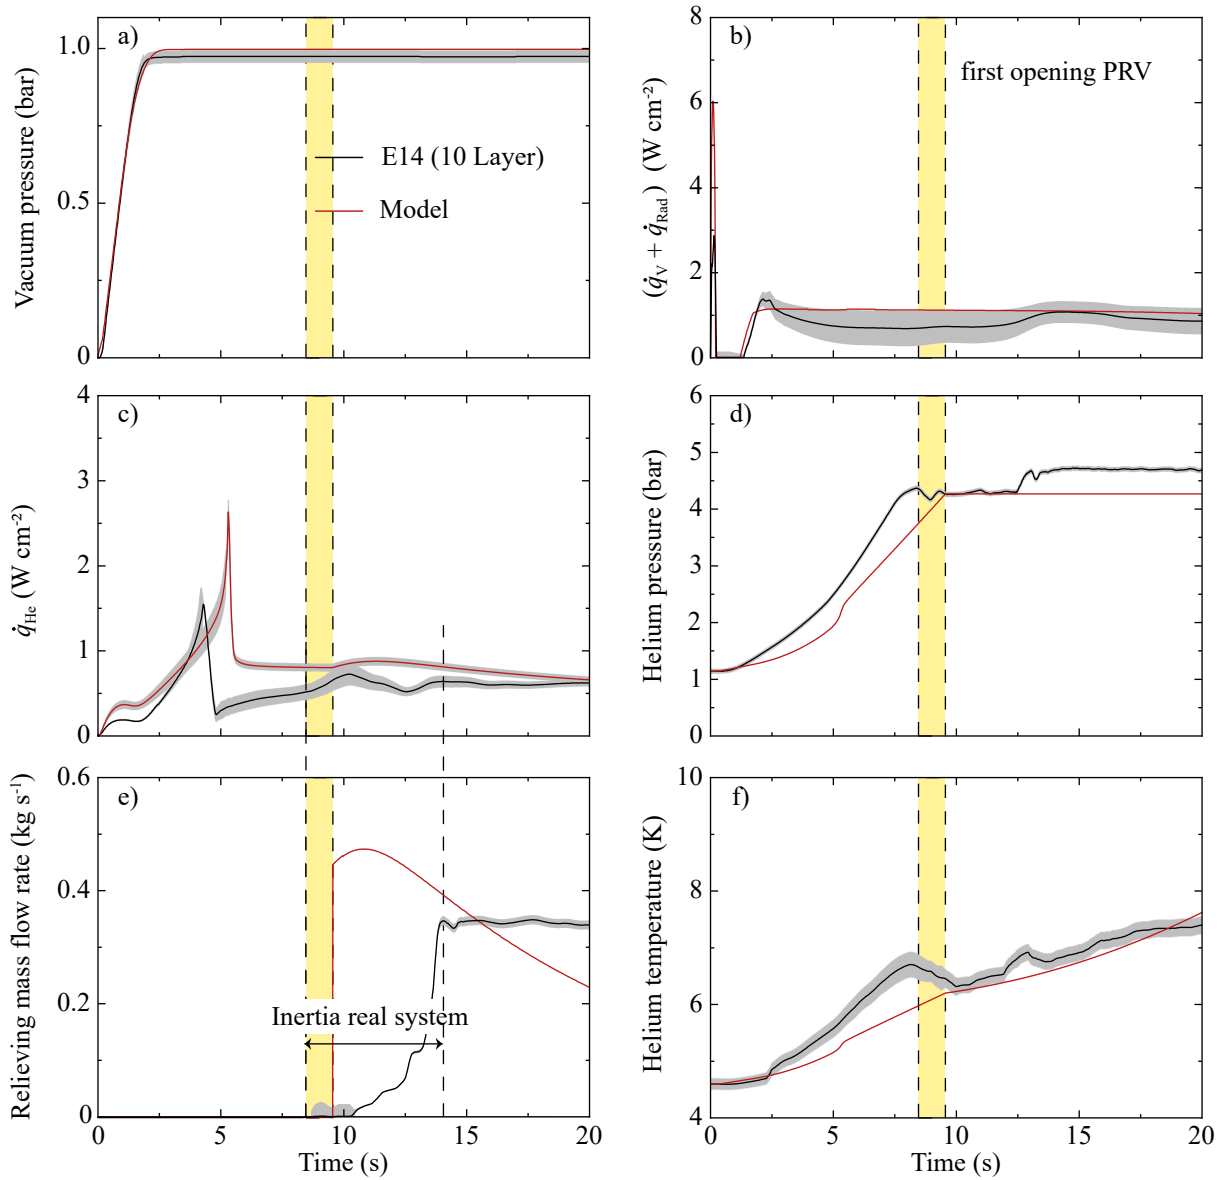 a)
1.0
0.5
0
Vacuum pressure (bar)
E14 (10 Layer)
Model
b)
first opening PRV
8
6
4
2
0
(q̇V + q̇Rad) (W cm⁻²)
c)
4
3
2
1
0
q̇He (W cm⁻²)
d)
6
5
4
3
2
1
0
Helium pressure (bar)
e)
0.6
0.4
0.2
0
Relieving mass flow rate (kg s⁻¹)
Inertia real system
0 5 10 15 20
Time (s)
f)
10
8
6
4
Helium temperature (K)
0 5 10 15 20
Time (s)